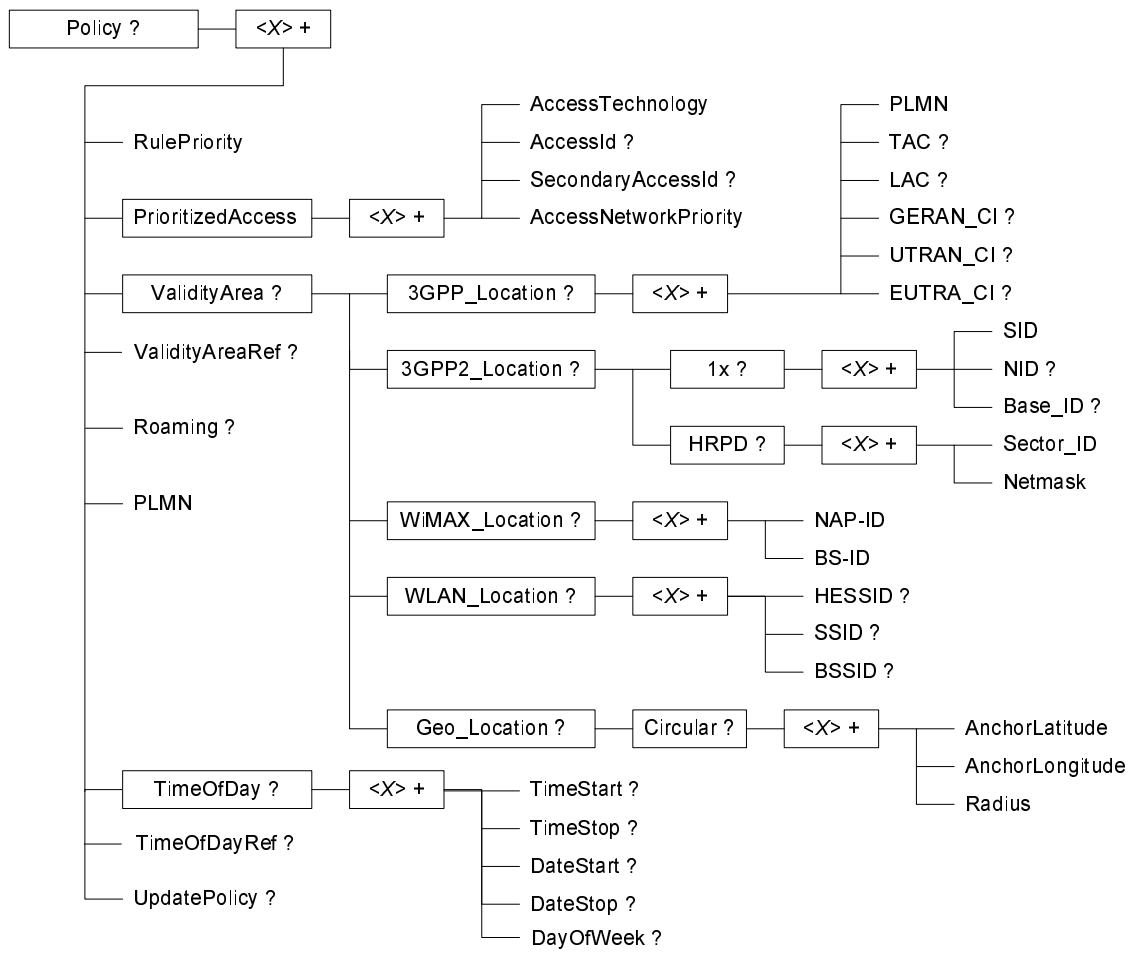 Policy ? <X> +
AccessTechnology PLMN
RulePriority AccessId ? TAC ?
SecondaryAccessId ? LAC ?
PrioritizedAccess <X> + AccessNetworkPriority GERAN_CI ?
UTRAN_CI ?
ValidityArea ? 3GPP_Location ? <X> + EUTRA_CI ?
SID
ValidityAreaRef ?
3GPP2_Location ? 1x ? <X> + NID ?
Base_ID ?
Roaming ?
HRPD ? <X> + Sector_ID
Netmask
PLMN
WiMAX_Location ? <X> + NAP-ID
BS-ID
WLAN_Location ? <X> + HESSID ?
SSID ?
BSSID ?
Geo_Location ? Circular ? <X> + AnchorLatitude
AnchorLongitude
TimeOfDay ? <X> + TimeStart ?
Radius
TimeStop ?
TimeOfDayRef ?
DateStart ?
UpdatePolicy ?
DateStop ?
DayOfWeek ?